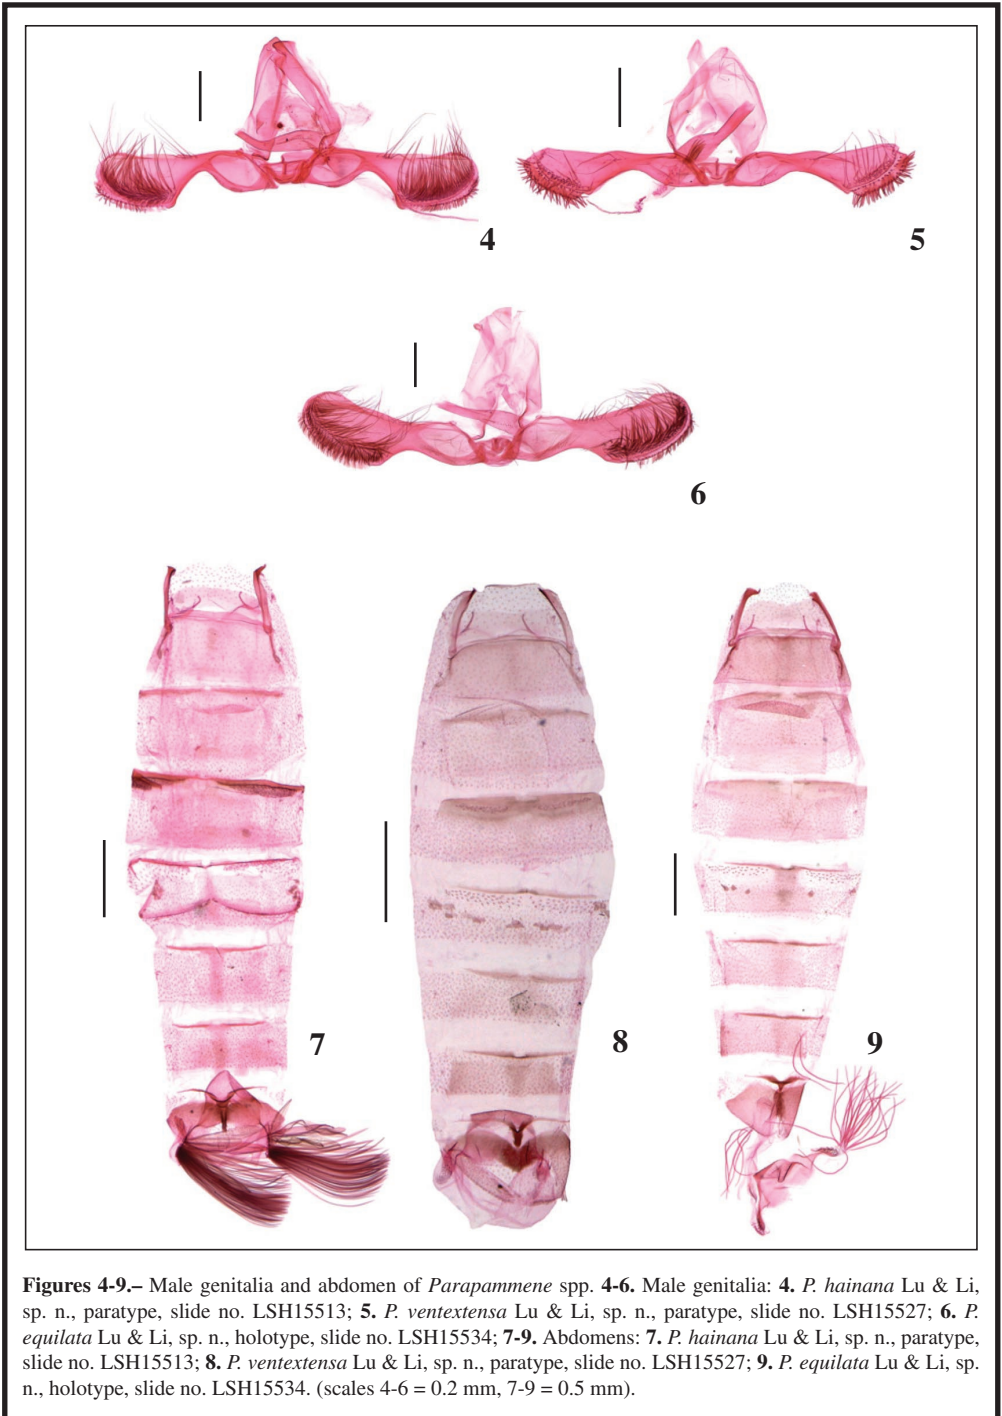 4
5
6
7
8
9
Figures 4-9.– Male genitalia and abdomen of Parapammene spp. 4-6. Male genitalia: 4. P. hainana Lu & Li,
sp. n., paratype, slide no. LSH15513; 5. P. ventextensa Lu & Li, sp. n., paratype, slide no. LSH15527; 6. P.
equilata Lu & Li, sp. n., holotype, slide no. LSH15534; 7-9. Abdomens: 7. P. hainana Lu & Li, sp. n., paratype,
slide no. LSH15513; 8. P. ventextensa Lu & Li, sp. n., paratype, slide no. LSH15527; 9. P. equilata Lu & Li, sp.
n., holotype, slide no. LSH15534. (scales 4-6 = 0.2 mm, 7-9 = 0.5 mm).